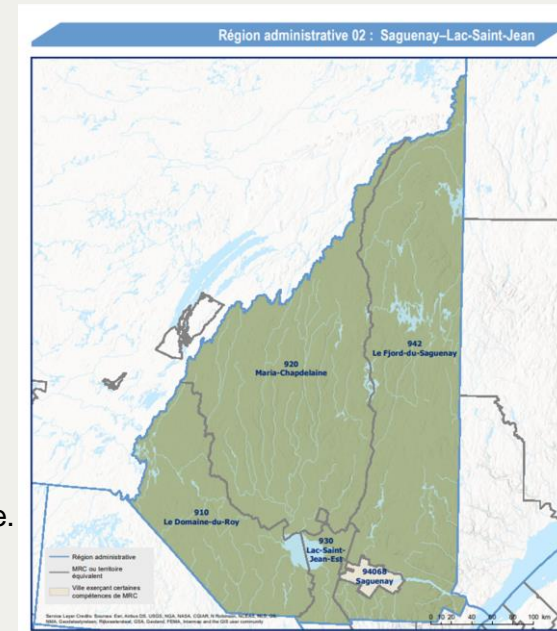 Région administrative 02 : Saguenay–Lac-Saint-Jean
942
Le Fjord-du-Saguenay
920
Maria-Chapdelaine
e.
910
Le Domaine-du-Roy
930
Lac-Saint-
Jean-Est
94068
Saguenay
Région administrative
MRC ou territoire
équivalent
Ville exerçant certaines
compétences de MRC
0 10 20 40 60 80 100 km